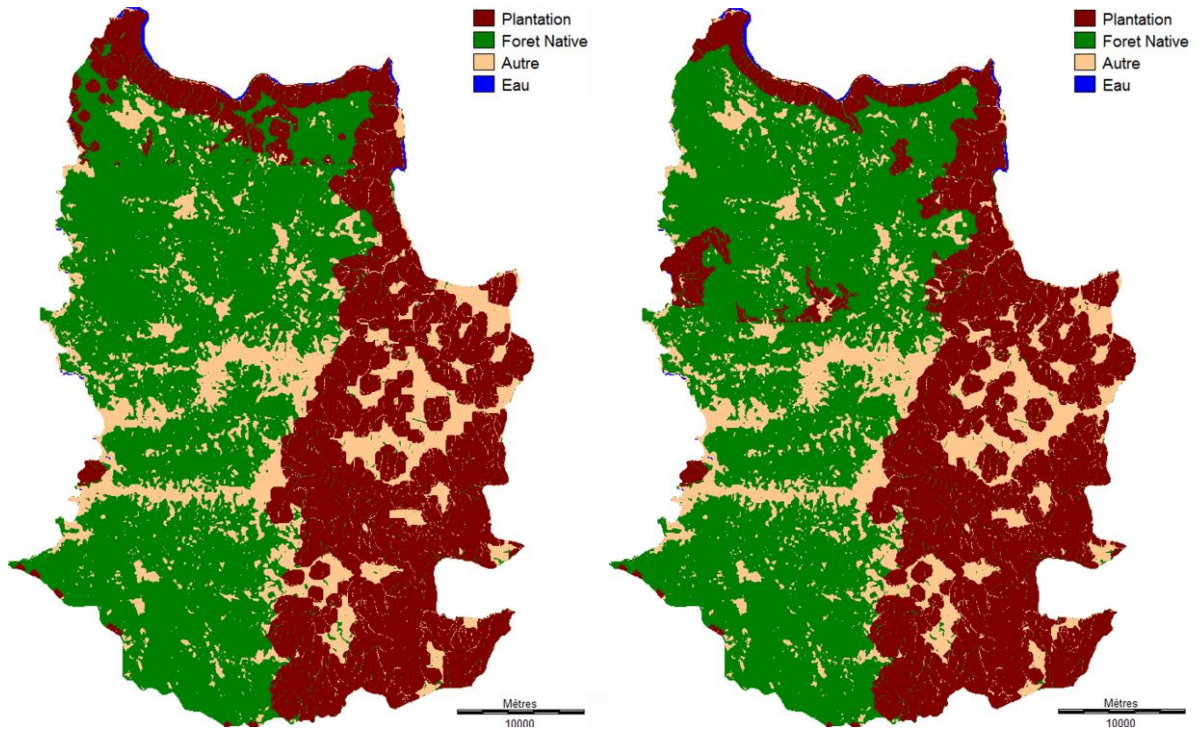 Plantation
Foret Native
Autre
Eau
Mètres
10000
Plantation
Foret Native
Autre
Eau
Mètres
10000